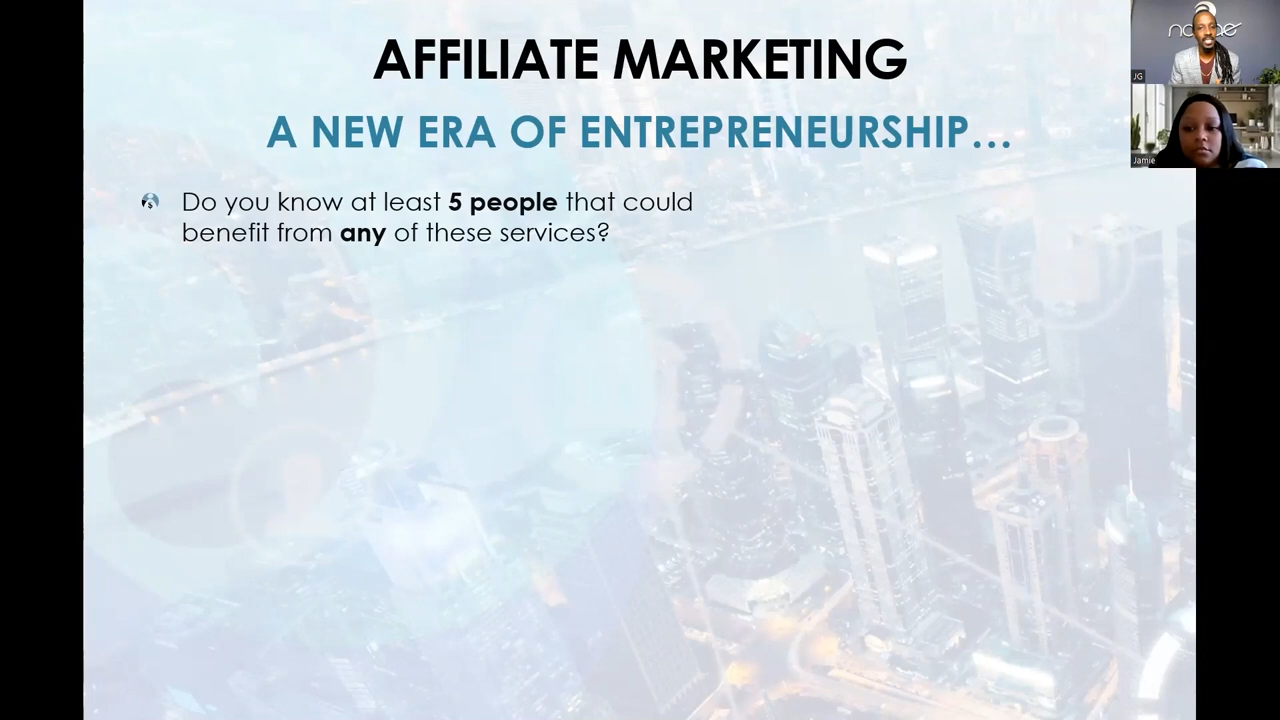 AFFILIATE MARKETING
A NEW ERA OF ENTREPRENEURSHIP...
Do you know at least 5 people that could
benefit from any of these services?
JG
Jamie